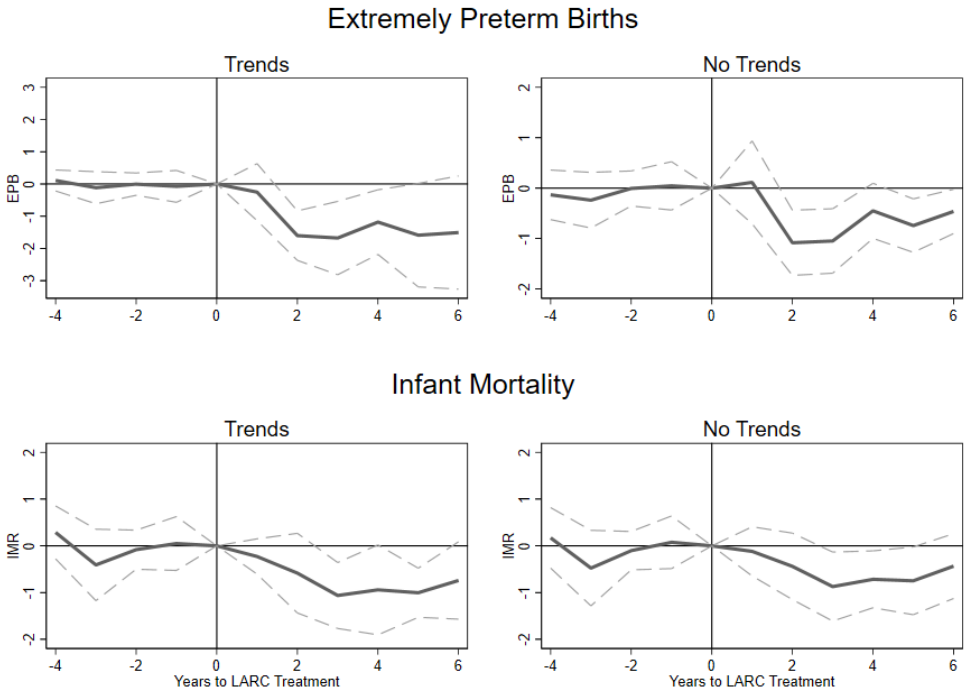 Extremely Preterm Births
Trends
3
2
1
0
-1
-2
-3
EPB
-4 -2 0 2 4 6
No Trends
2
1
0
-1
-2
EPB
-4 -2 0 2 4 6
Infant Mortality
Trends
2
1
0
-1
-2
IMR
-4 -2 0 2 4 6
Years to LARC Treatment
No Trends
2
1
0
-1
-2
IMR
-4 -2 0 2 4 6
Years to LARC Treatment